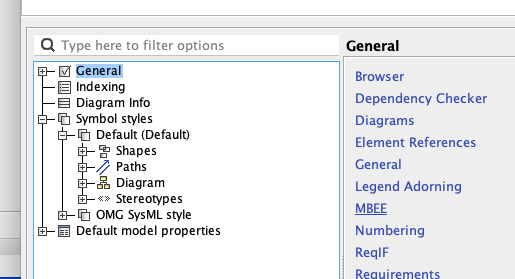 Type here to filter options
General
Indexing
Diagram Info
Symbol styles
Default (Default)
Shapes
Paths
Diagram
Stereotypes
OMG SysML style
Default model properties
General
Browser
Dependency Checker
Diagrams
Element References
General
Legend Adorning
MBEE
Numbering
ReqIF
Requirements